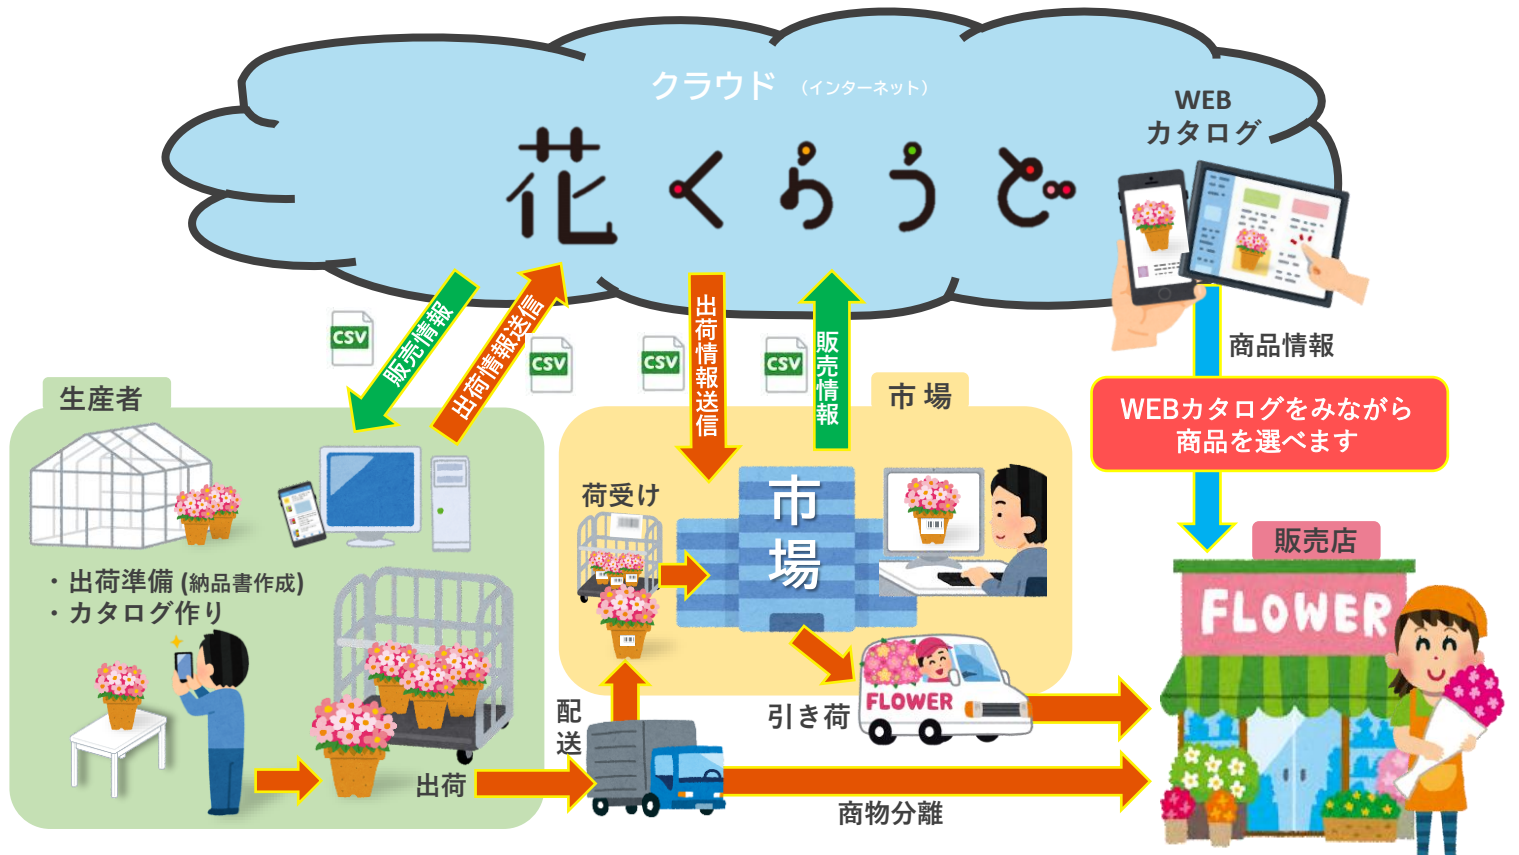 クラウド （インターネット）
花くらうど
WEB
カタログ
CSV
販売情報
出荷情報送信
CSV
CSV
出荷情報送信
CSV
販売情報
商品情報
WEBカタログをみながら
商品を選べます
生産者
・出荷準備 (納品書作成)
・カタログ作り
出荷
市場
荷受け
市場
配送
FLOWER
引き荷
商物分離
販売店
FLOWER